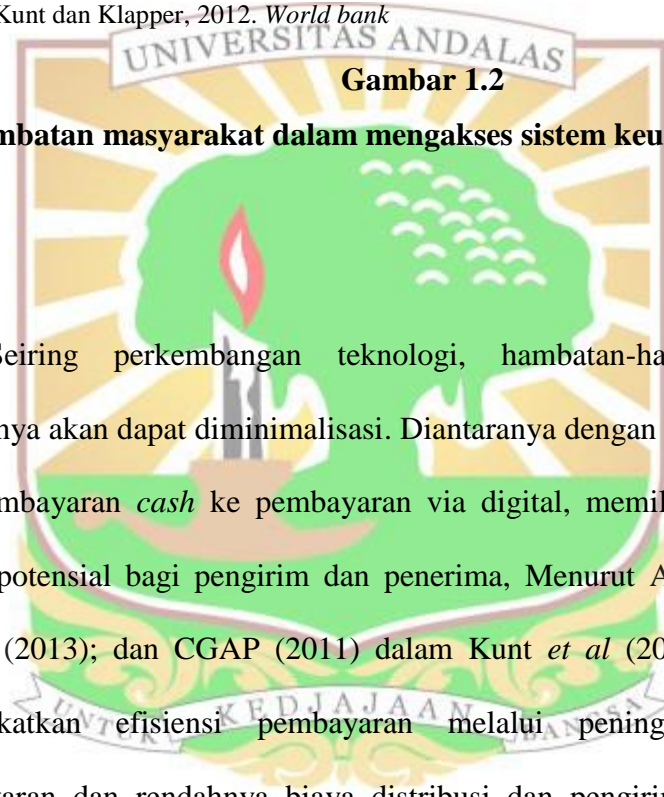 Kunt dan Klapper, 2012. World bank
UNIVERSITAS ANDALAS
Gambar 1.2
mbatan masyarakat dalam mengakses sistem keu
Seiring perkembangan teknologi, hambatan-ha
nya akan dapat diminimalisasi. Diantaranya dengan
mbayaran cash ke pembayaran via digital, memil
potensial bagi pengirim dan penerima, Menurut A
(2013); dan CGAP (2011) dalam Kunt et al (20
UNTUK KEDJAJAAN BANGSA
katkan efisiensi pembayaran melalui pening
aran dan rendahnya biaya distribusi dan pengirin